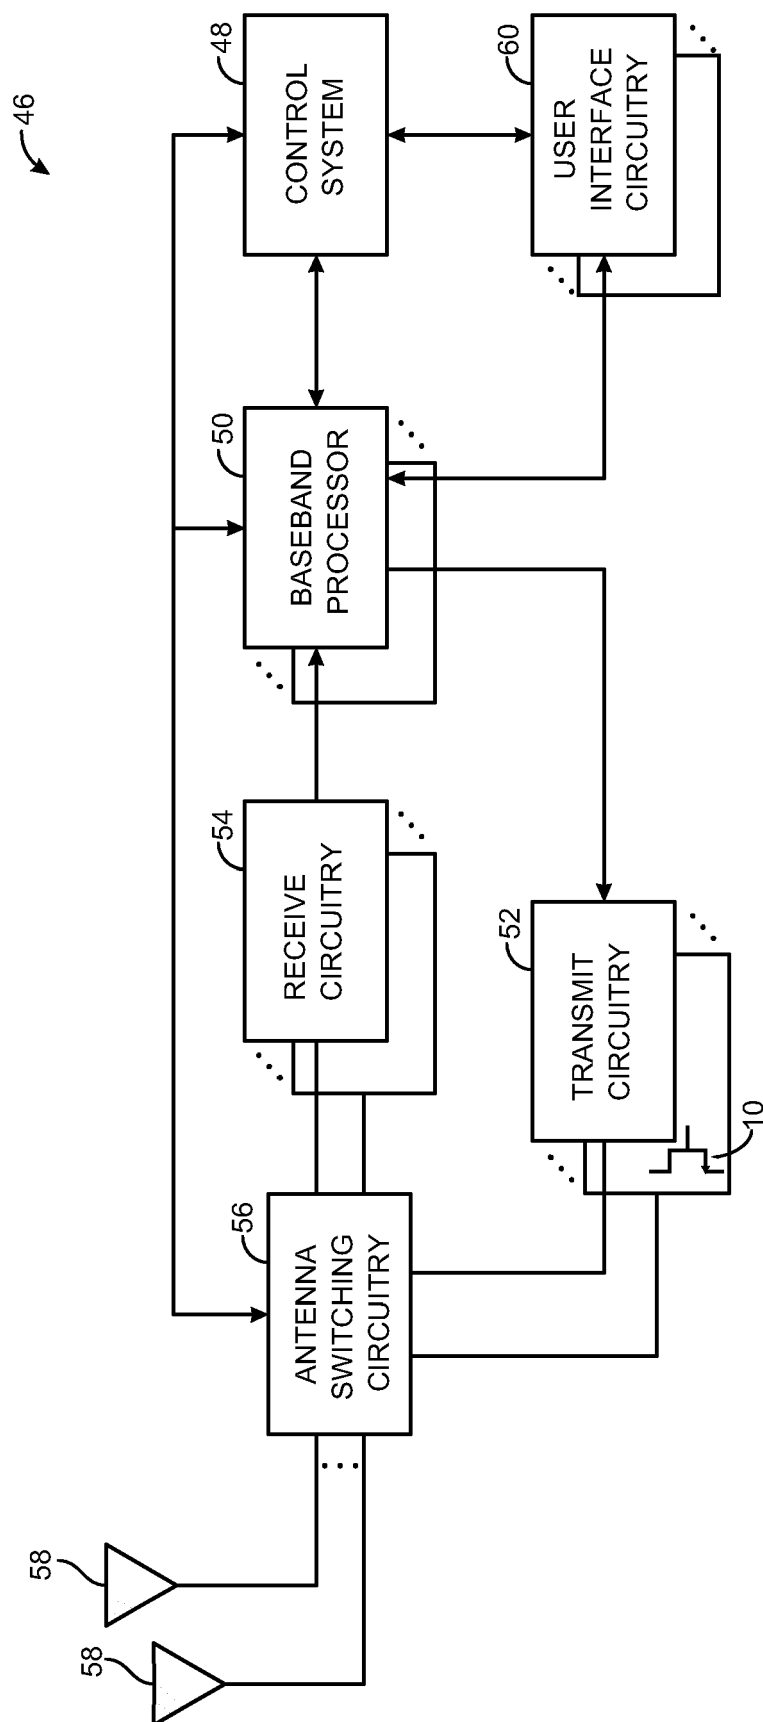 46
48
CONTROL
SYSTEM
60
USER
INTERFACE
CIRCUITRY
50
BASEBAND
PROCESSOR
54
RECEIVE
CIRCUITRY
52
TRANSMIT
CIRCUITRY
10
56
ANTENNA
SWITCHING
CIRCUITRY
58
58